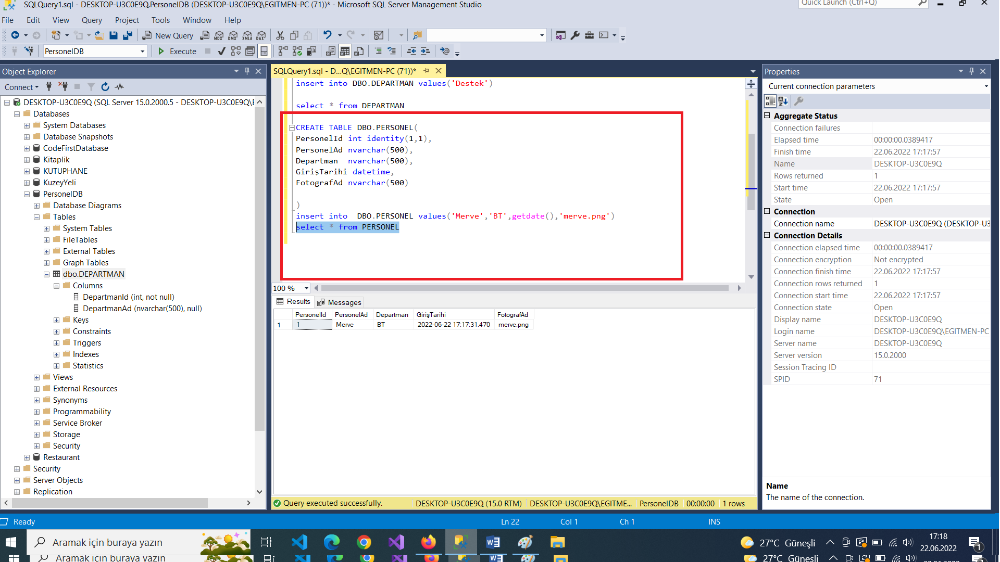 SQLQuery1.sql - DESKTOP-U3C0E9Q.PersonelDB (DESKTOP-U3C0E9Q\EGITMEN-PC (71))* - Microsoft SQL Server Management Studio
Quick Launch (Ctrl+Q)
File Edit View Query Project Tools Window Help
New Query MDX DMX XMLA DAX
PersonelDB Execute
Object Explorer
Connect
DESKTOP-U3C0E9Q (SQL Server 15.0.2000.5 - DESKTOP-U3C0E9Q\E
Databases
System Databases
Database Snapshots
CodeFirstDatabase
Kitaplik
KUTUPHANE
KuzeyYeli
PersonelDB
Database Diagrams
Tables
System Tables
FileTables
External Tables
Graph Tables
dbo.DEPARTMAN
Columns
DepartmanId (int, not null)
DepartmanAd (nvarchar(500), null)
Keys
Constraints
Triggers
Indexes
Statistics
Views
External Resources
Synonyms
Programmability
Service Broker
Storage
Security
Restaurant
Security
Server Objects
Replication
SQLQuery1.sql - D...Q\EGITMEN-PC (71))*
insert into DBO.DEPARTMAN values('Destek')
select * from DEPARTMAN
CREATE TABLE DBO.PERSONEL(
PersonelId int identity(1,1),
PersonelAd nvarchar(500),
Departman nvarchar(500),
GirişTarihi datetime,
FotografAd nvarchar(500)
)
insert into DBO.PERSONEL values('Merve','BT',getdate(),'merve.png')
select * from PERSONEL
100 %
Results Messages
PersonelId PersonelAd Departman GirişTarihi FotografAd
1 1 Merve BT 2022-06-22 17:17:31.470 merve.png
Query executed successfully. DESKTOP-U3C0E9Q (15.0 RTM) DESKTOP-U3C0E9Q\EGITME... PersonelDB 00:00:00 1 rows
Properties
Current connection parameters
Aggregate Status
Connection failures
Elapsed time 00:00:00.0389417
Finish time 22.06.2022 17:17:57
Name DESKTOP-U3C0E9Q
Rows returned 1
Start time 22.06.2022 17:17:57
State Open
Connection
Connection name DESKTOP-U3C0E9Q (DESKTOP-U3
Connection Details
Connection elapsed time 00:00:00.0389417
Connection encryption Not encrypted
Connection finish time 22.06.2022 17:17:57
Connection rows returned 1
Connection start time 22.06.2022 17:17:57
Connection state Open
Display name DESKTOP-U3C0E9Q
Login name DESKTOP-U3C0E9Q\EGITMEN-PC
Server name DESKTOP-U3C0E9Q
Server version 15.0.2000
Session Tracing ID
SPID 71
Name
The name of the connection.
Ready Ln 22 Col 1 Ch 1 INS
Aramak için buraya yazın
27°C Güneşli
17:18
22.06.2022
1
Aramak için buraya yazın
27°C Güneşli